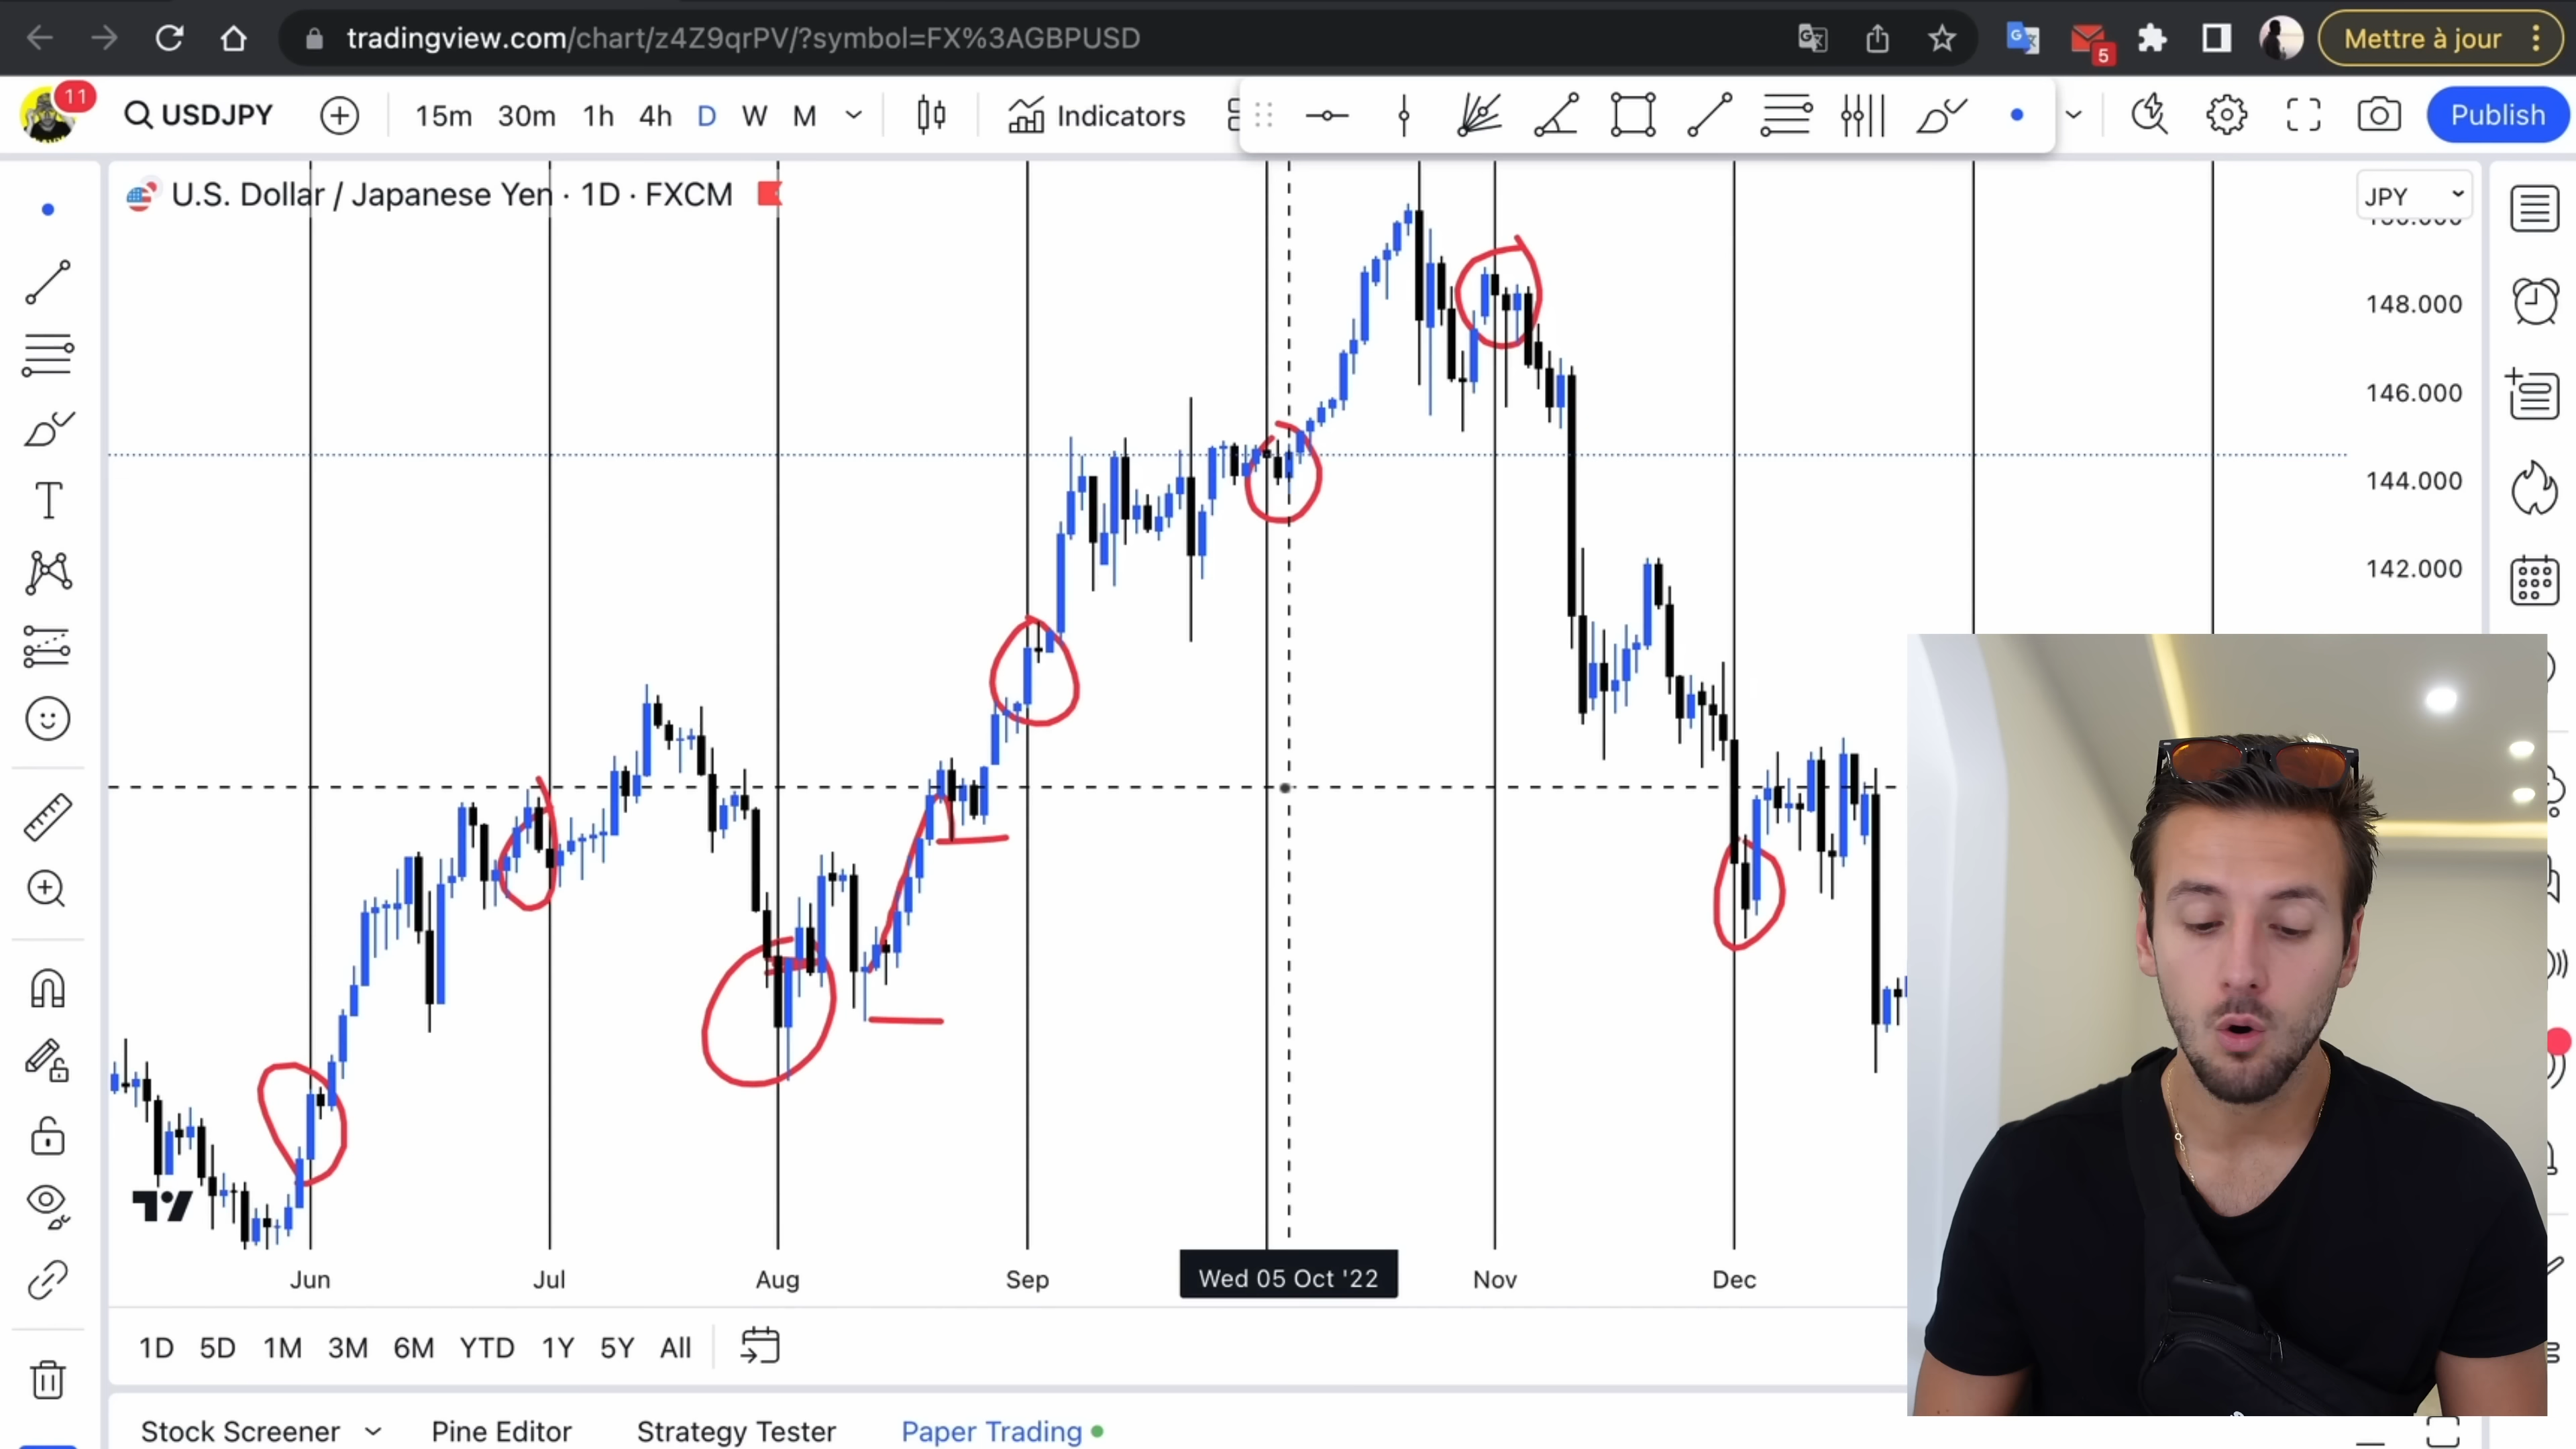 tradingview.com/chart/z4Z9qrPV/?symbol=FX%3AGBPUSD
5
Mettre à jour
11
USDJPY
15m 30m 1h 4h D W M
Indicators
Publish
U.S. Dollar / Japanese Yen · 1D · FXCM
JPY
148.000
146.000
144.000
142.000
Jun Jul Aug Sep Wed 05 Oct '22 Nov Dec
1D 5D 1M 3M 6M YTD 1Y 5Y All
Stock Screener Pine Editor Strategy Tester Paper Trading